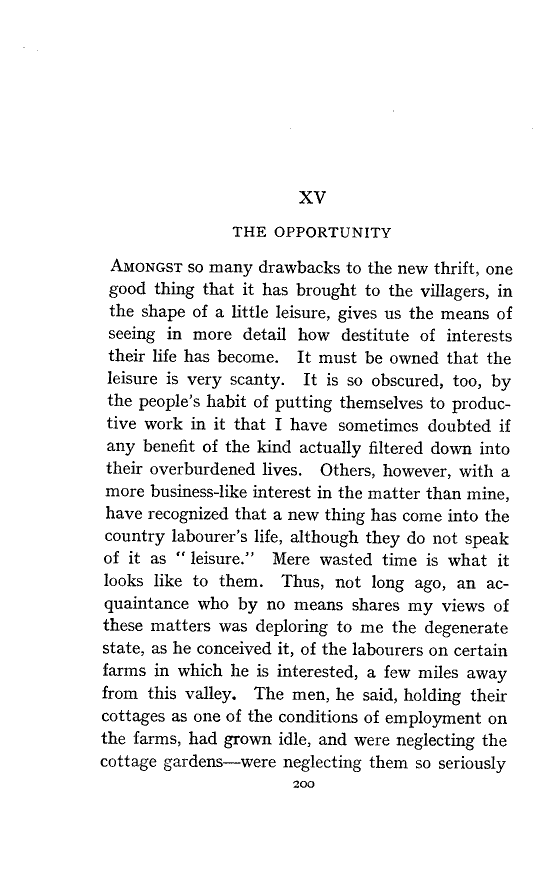 XV
THE OPPORTUNITY
AMONGST so many drawbacks to the new thrift, one
good thing that it has brought to the villagers, in
the shape of a little leisure, gives us the means of
seeing in more detail how destitute of interests
their life has become. It must be owned that the
leisure is very scanty. It is so obscured, too, by
the people's habit of putting themselves to produc-
tive work in it that I have sometimes doubted if
any benefit of the kind actually filtered down into
their overburdened lives. Others, however, with a
more business-like interest in the matter than mine,
have recognized that a new thing has come into the
country labourer's life, although they do not speak
of it as "leisure." Mere wasted time is what it
looks like to them. Thus, not long ago, an ac-
quaintance who by no means shares my views of
these matters was deploring to me the degenerate
state, as he conceived it, of the labourers on certain
farms in which he is interested, a few miles away
from this valley. The men, he said, holding their
cottages as one of the conditions of employment on
the farms, had grown idle, and were neglecting the
cottage gardens—were neglecting them so seriously
200